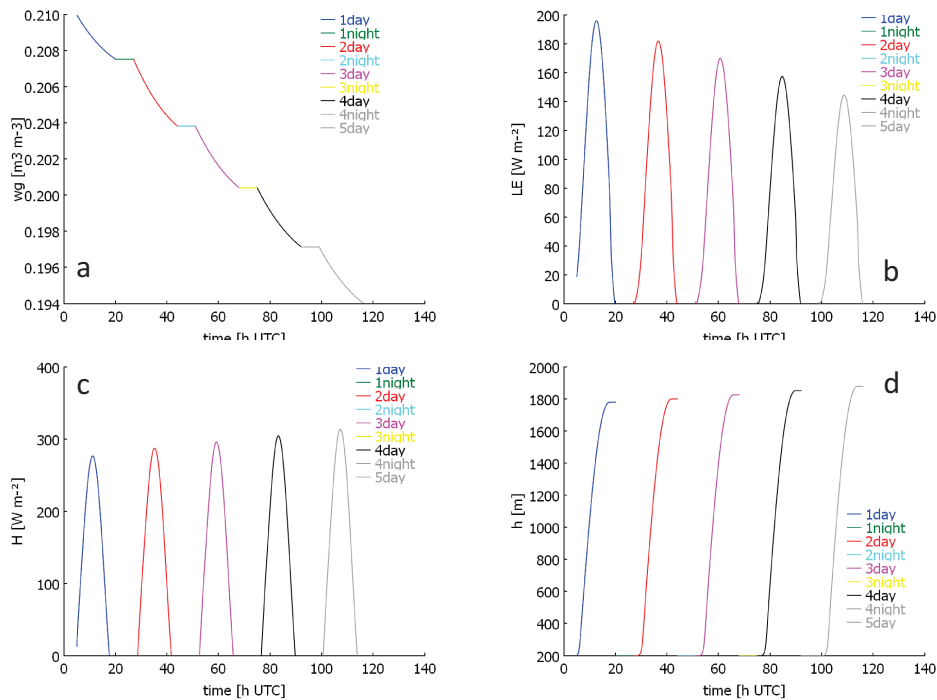 0.210
0.208
0.206
0.204
0.202
0.200
0.197
0.196
0.194
wg [m3 m-3]
0 20 40 60 80 100 120 140
time [h UTC]
1day
1night
2day
2night
3day
3night
4day
4night
5day
a
200
180
160
140
120
100
80
60
40
20
0
LE [W m-²]
0 20 40 60 80 100 120 140
time [h UTC]
1day
1night
2day
2night
3day
3night
4day
4night
5day
b
400
300
200
100
0
H [W m-²]
0 20 40 60 80 100 120 140
time [h UTC]
1day
1night
2day
2night
3day
3night
4day
4night
5day
c
2000
1800
1600
1400
1200
1000
800
600
400
200
h [m]
0 20 40 60 80 100 120 140
time [h UTC]
1day
1night
2day
2night
3day
3night
4day
4night
5day
d